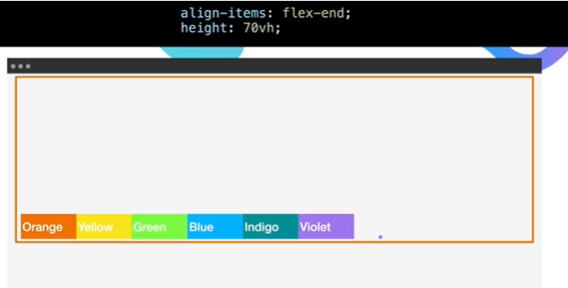 align-items: flex-end;
height: 70vh;
Orange Yellow Green Blue Indigo Violet